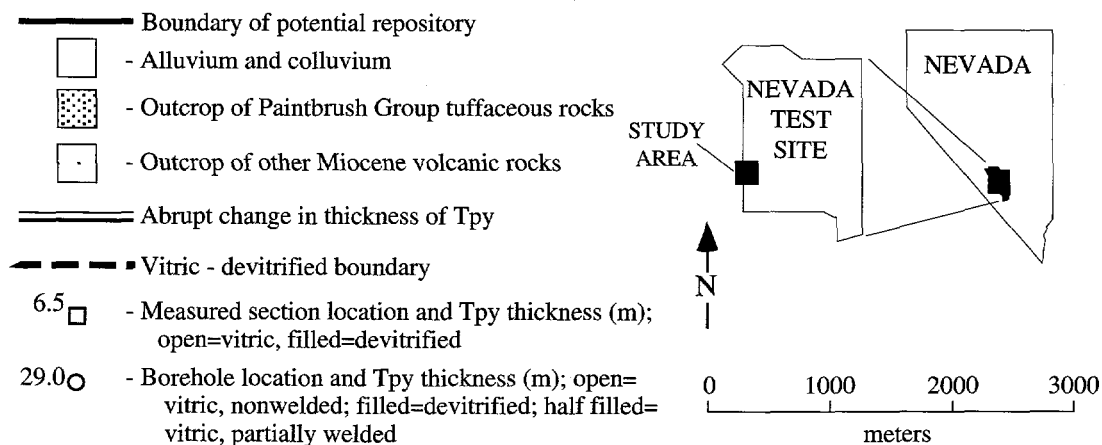 Boundary of potential repository
- Alluvium and colluvium
- Outcrop of Paintbrush Group tuffaceous rocks
- Outcrop of other Miocene volcanic rocks
Abrupt change in thickness of Tpy
- Vitric - devitrified boundary
6.5 - Measured section location and Tpy thickness (m);
open=vitric, filled=devitrified
29.0 - Borehole location and Tpy thickness (m); open=
vitric, nonwelded; filled=devitrified; half filled=
vitric, partially welded
NEVADA
TEST
SITE
NEVADA
STUDY
AREA
N
0 1000 2000 3000
meters